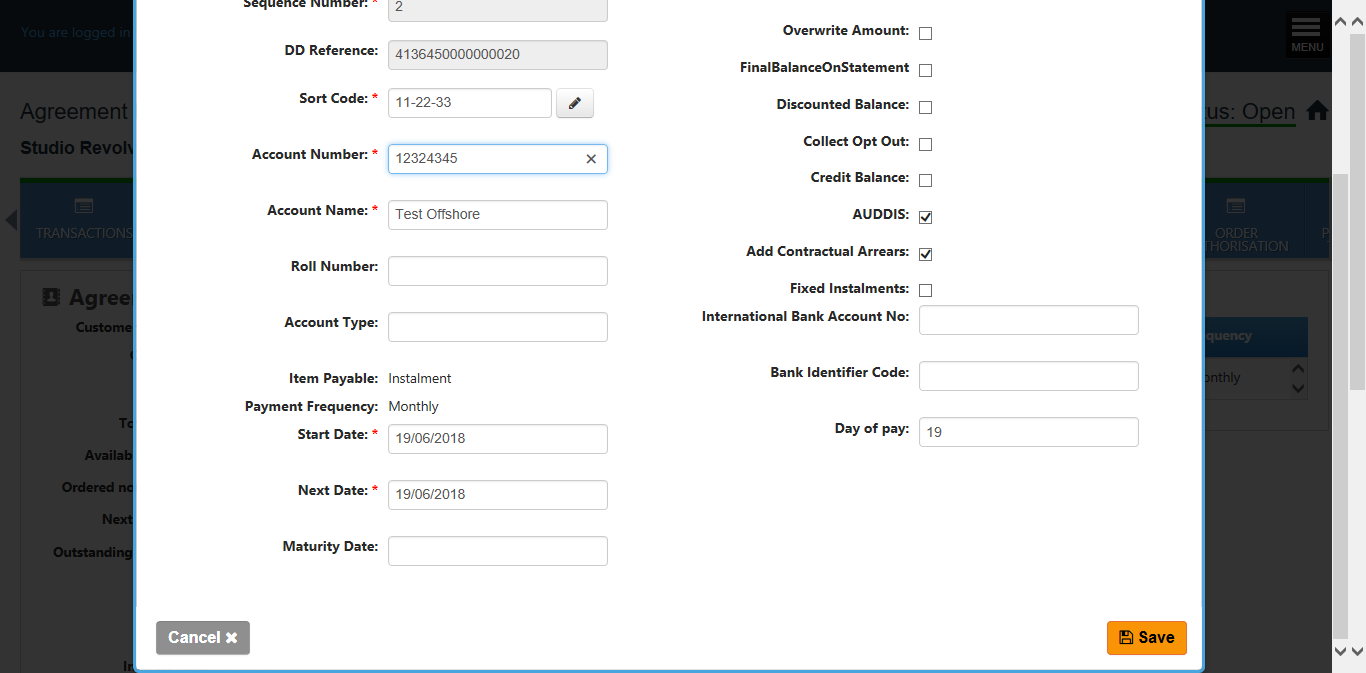 You are logged in
MENU
Agreement
us: Open
Studio Revolv
TRANSACTIONS
ORDER
THORISATION
P
Agree
Custome
To
Availab
Ordered no
Next
Outstanding
In
quency
onthly
Sequence Number: *
2
DD Reference:
4136450000000020
Sort Code: *
11-22-33
Account Number: *
12324345
Account Name: *
Test Offshore
Roll Number:
Account Type:
Item Payable:
Instalment
Payment Frequency:
Monthly
Start Date: *
19/06/2018
Next Date: *
19/06/2018
Maturity Date:
Overwrite Amount:
FinalBalanceOnStatement
Discounted Balance:
Collect Opt Out:
Credit Balance:
AUDDIS:
Add Contractual Arrears:
Fixed Instalments:
International Bank Account No:
Bank Identifier Code:
Day of pay:
19
Cancel
Save